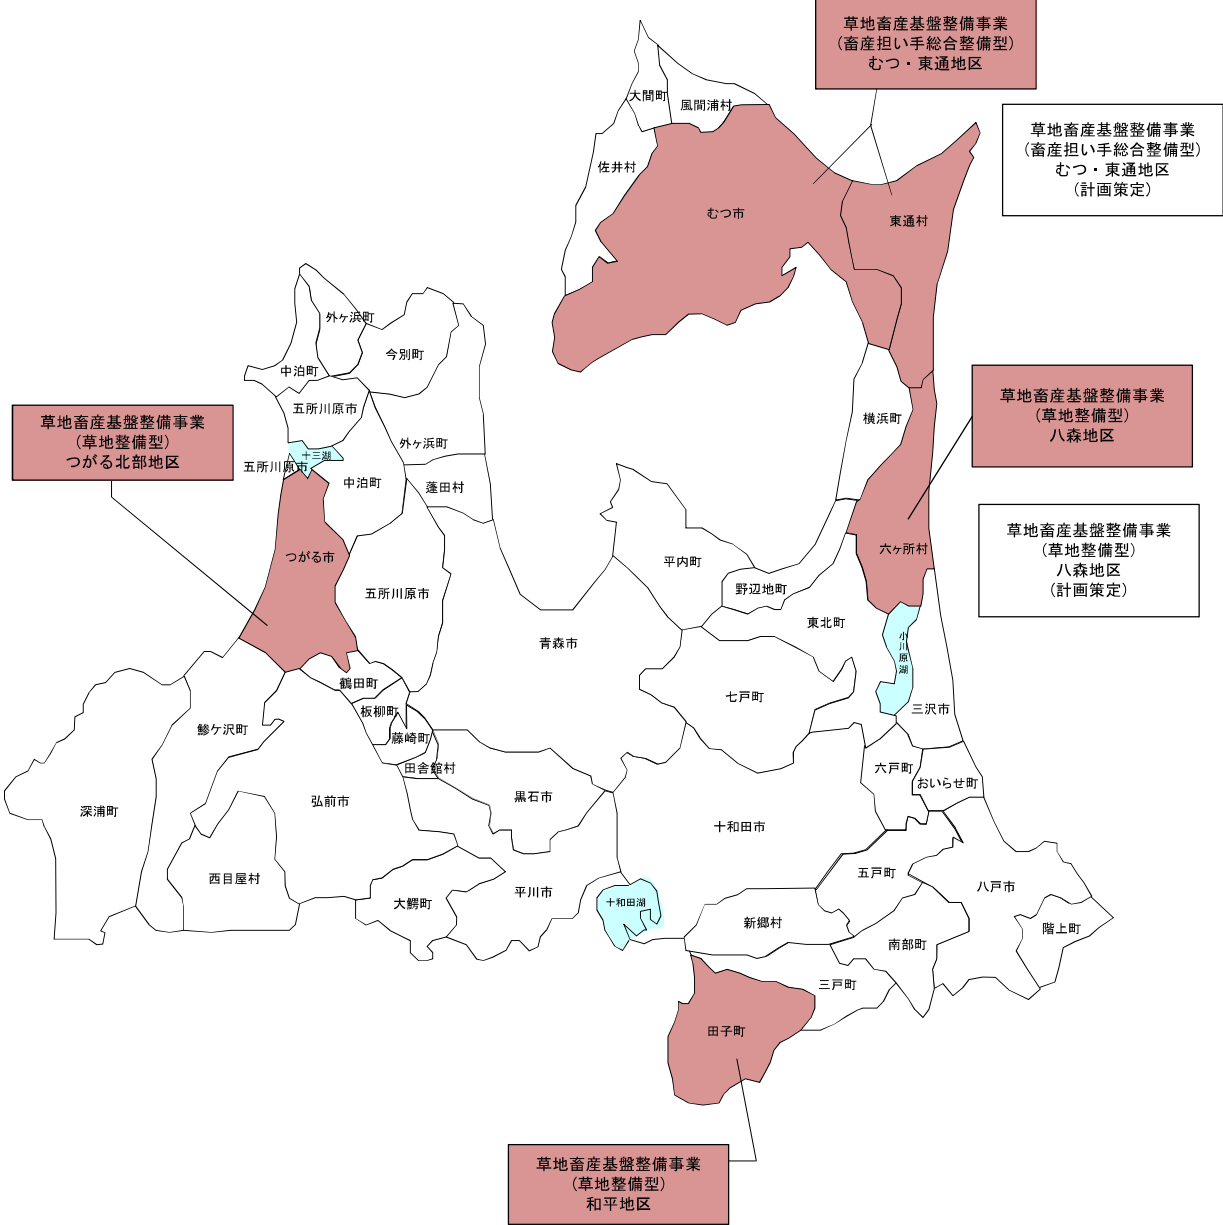 草地畜産基盤整備事業
(畜産担い手総合整備型)
むつ・東通地区
草地畜産基盤整備事業
(畜産担い手総合整備型)
むつ・東通地区
(計画策定)
大間町
風間浦村
佐井村
むつ市
東通村
外ヶ浜町
今別町
中泊町
五所川原市
草地畜産基盤整備事業
(草地整備型)
つがる北部地区
草地畜産基盤整備事業
(草地整備型)
八森地区
横浜町
外ヶ浜町
十三湖
五所川原市
中泊町
蓬田村
草地畜産基盤整備事業
(草地整備型)
八森地区
(計画策定)
つがる市
六ヶ所村
平内町
野辺地町
五所川原市
東北町
青森市
小川原湖
鶴田町
七戸町
板柳町
三沢市
鰺ケ沢町
藤崎町
田舎館村
六戸町
おいらせ町
深浦町
弘前市
黒石市
十和田市
西目屋村
五戸町
八戸市
平川市
大鰐町
十和田湖
新郷村
階上町
南部町
三戸町
田子町
草地畜産基盤整備事業
(草地整備型)
和平地区